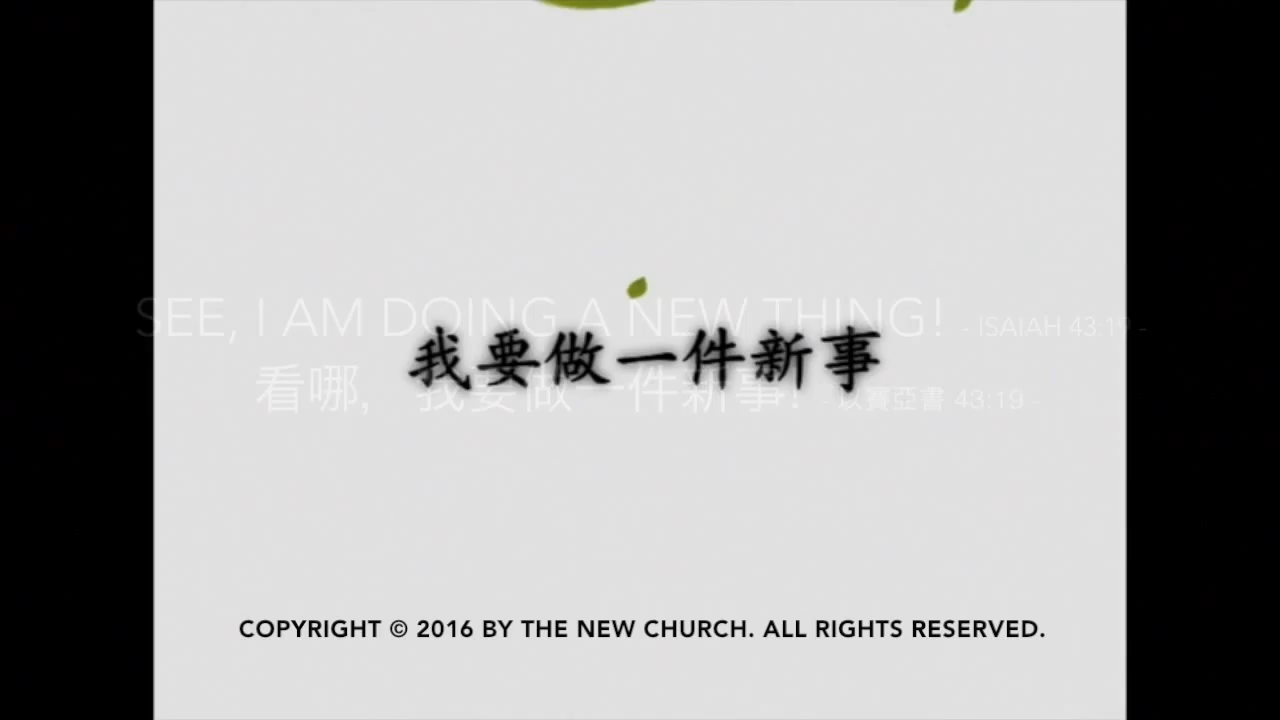 SEE, I AM DOING A NEW THING! - ISAIAH 43:19 -
我要做一件新事
看哪, 我要做一件新事! - 以賽亞書 43:19 -
COPYRIGHT © 2016 BY THE NEW CHURCH. ALL RIGHTS RESERVED.